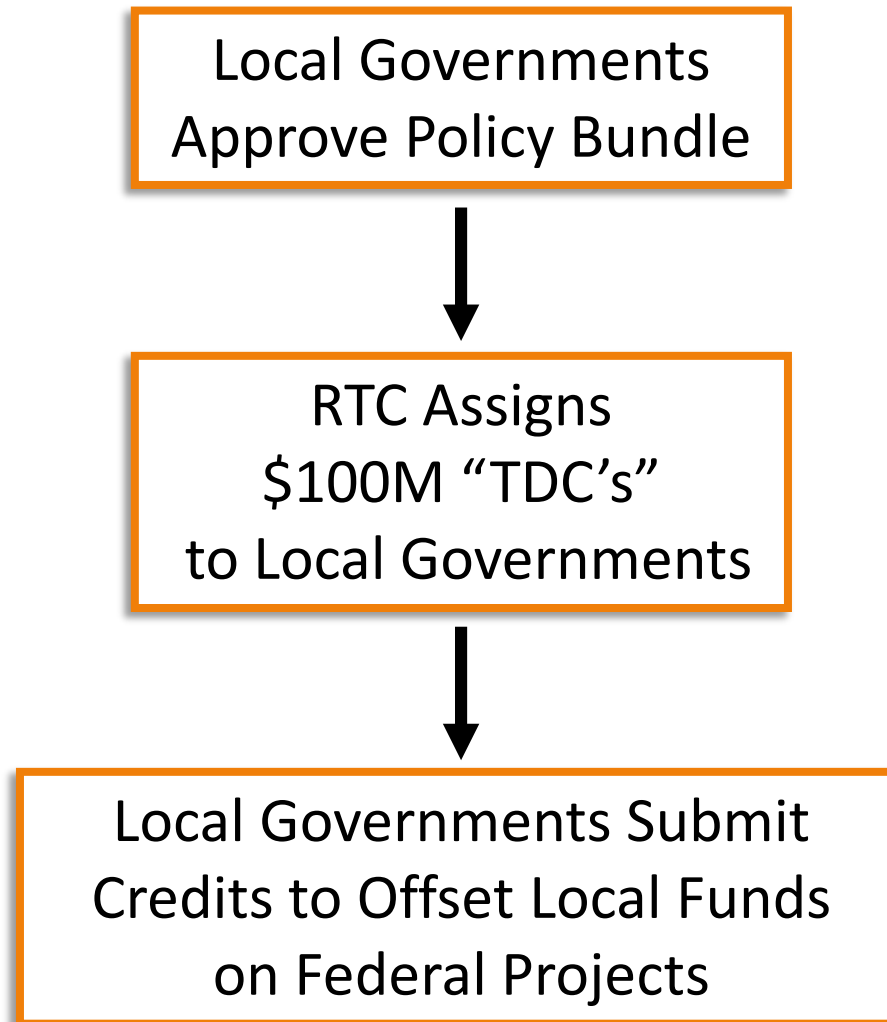 Local Governments
Approve Policy Bundle
RTC Assigns
$100M “TDC’s”
to Local Governments
Local Governments Submit
Credits to Offset Local Funds
on Federal Projects